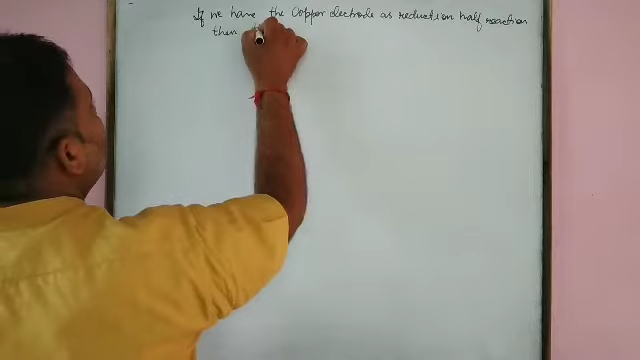 If we have the Copper electrode as reduction half reaction
then